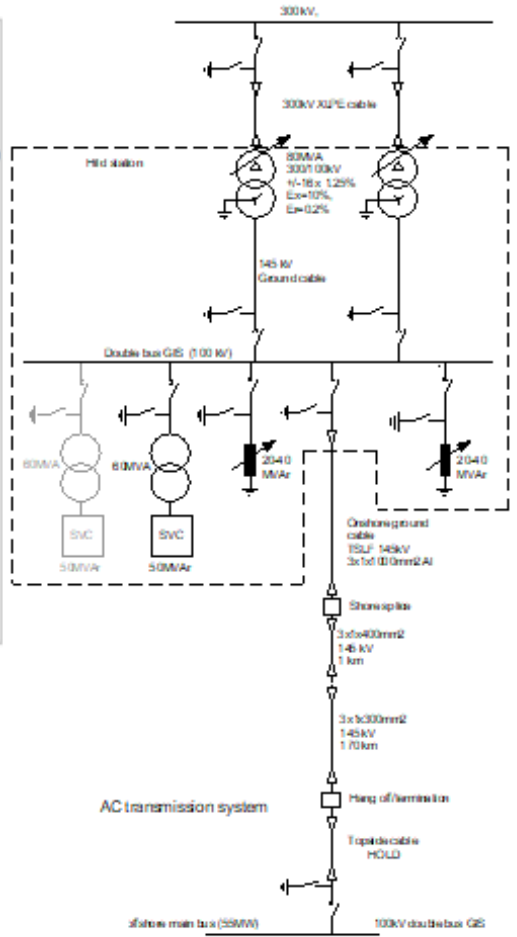 300kV,
300kV XLPE cable
Hild station
80MVA
300/100kV
+/-16 x 1.25%
Ex=10%,
Er=0.2%
145 kV
Ground cable
Double bus GIS (100 kV)
60MVA
60MVA
20-40
MVAr
20-40
MVAr
SVC
SVC
50MVAr
50MVAr
Onshore ground
cable
TSLF 145kV
3x1x1000mm2 Al
Shore splice
3x1x400mm2
145 kV
1 km
3x1x300mm2
145kV
170km
AC transmission system
Hang off/termination
Topside cable
HOLD
offshore main bus (55MW)
100kV double bus GIS